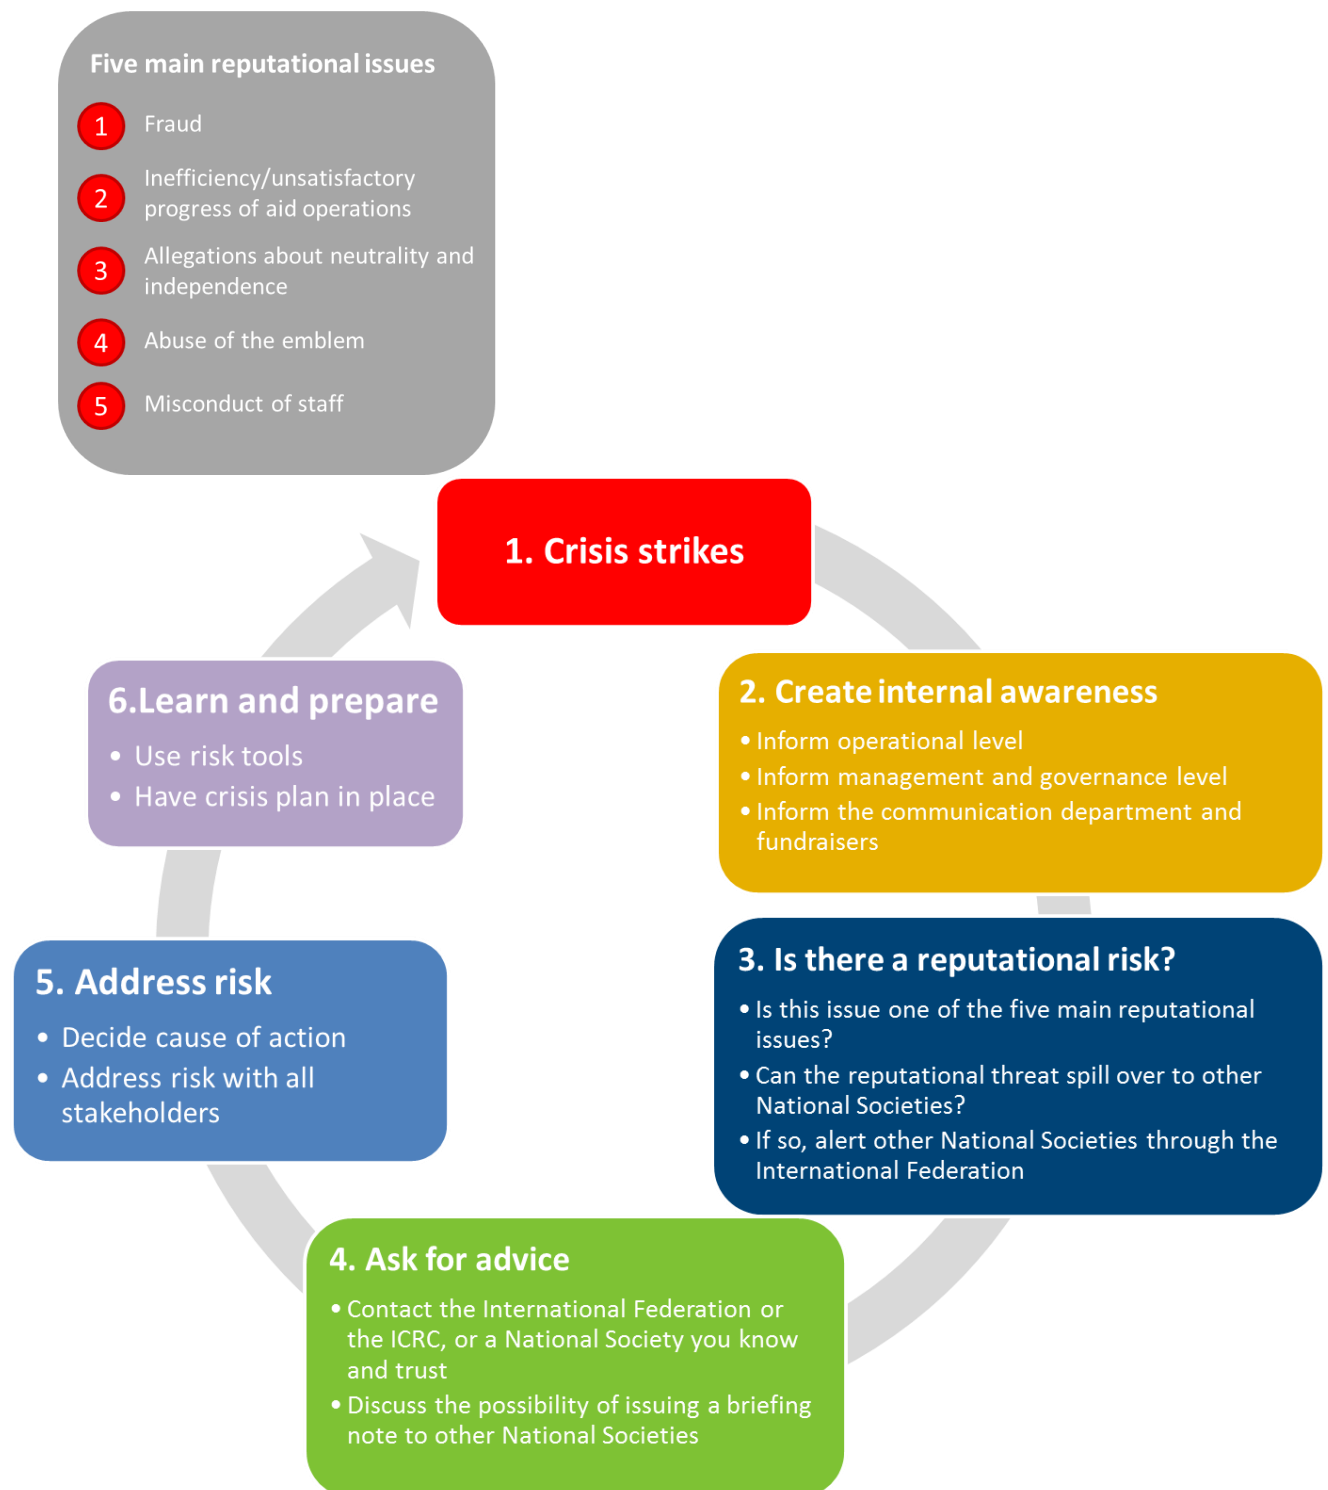 Five main reputational issues
1 Fraud
2 Inefficiency/unsatisfactory
progress of aid operations
3 Allegations about neutrality and
independence
4 Abuse of the emblem
5 Misconduct of staff
1. Crisis strikes
2. Create internal awareness
• Inform operational level
• Inform management and governance level
• Inform the communication department and
fundraisers
3. Is there a reputational risk?
• Is this issue one of the five main reputational
issues?
• Can the reputational threat spill over to other
National Societies?
• If so, alert other National Societies through the
International Federation
4. Ask for advice
• Contact the International Federation or
the ICRC, or a National Society you know
and trust
• Discuss the possibility of issuing a briefing
note to other National Societies
5. Address risk
• Decide cause of action
• Address risk with all
stakeholders
6.Learn and prepare
• Use risk tools
• Have crisis plan in place